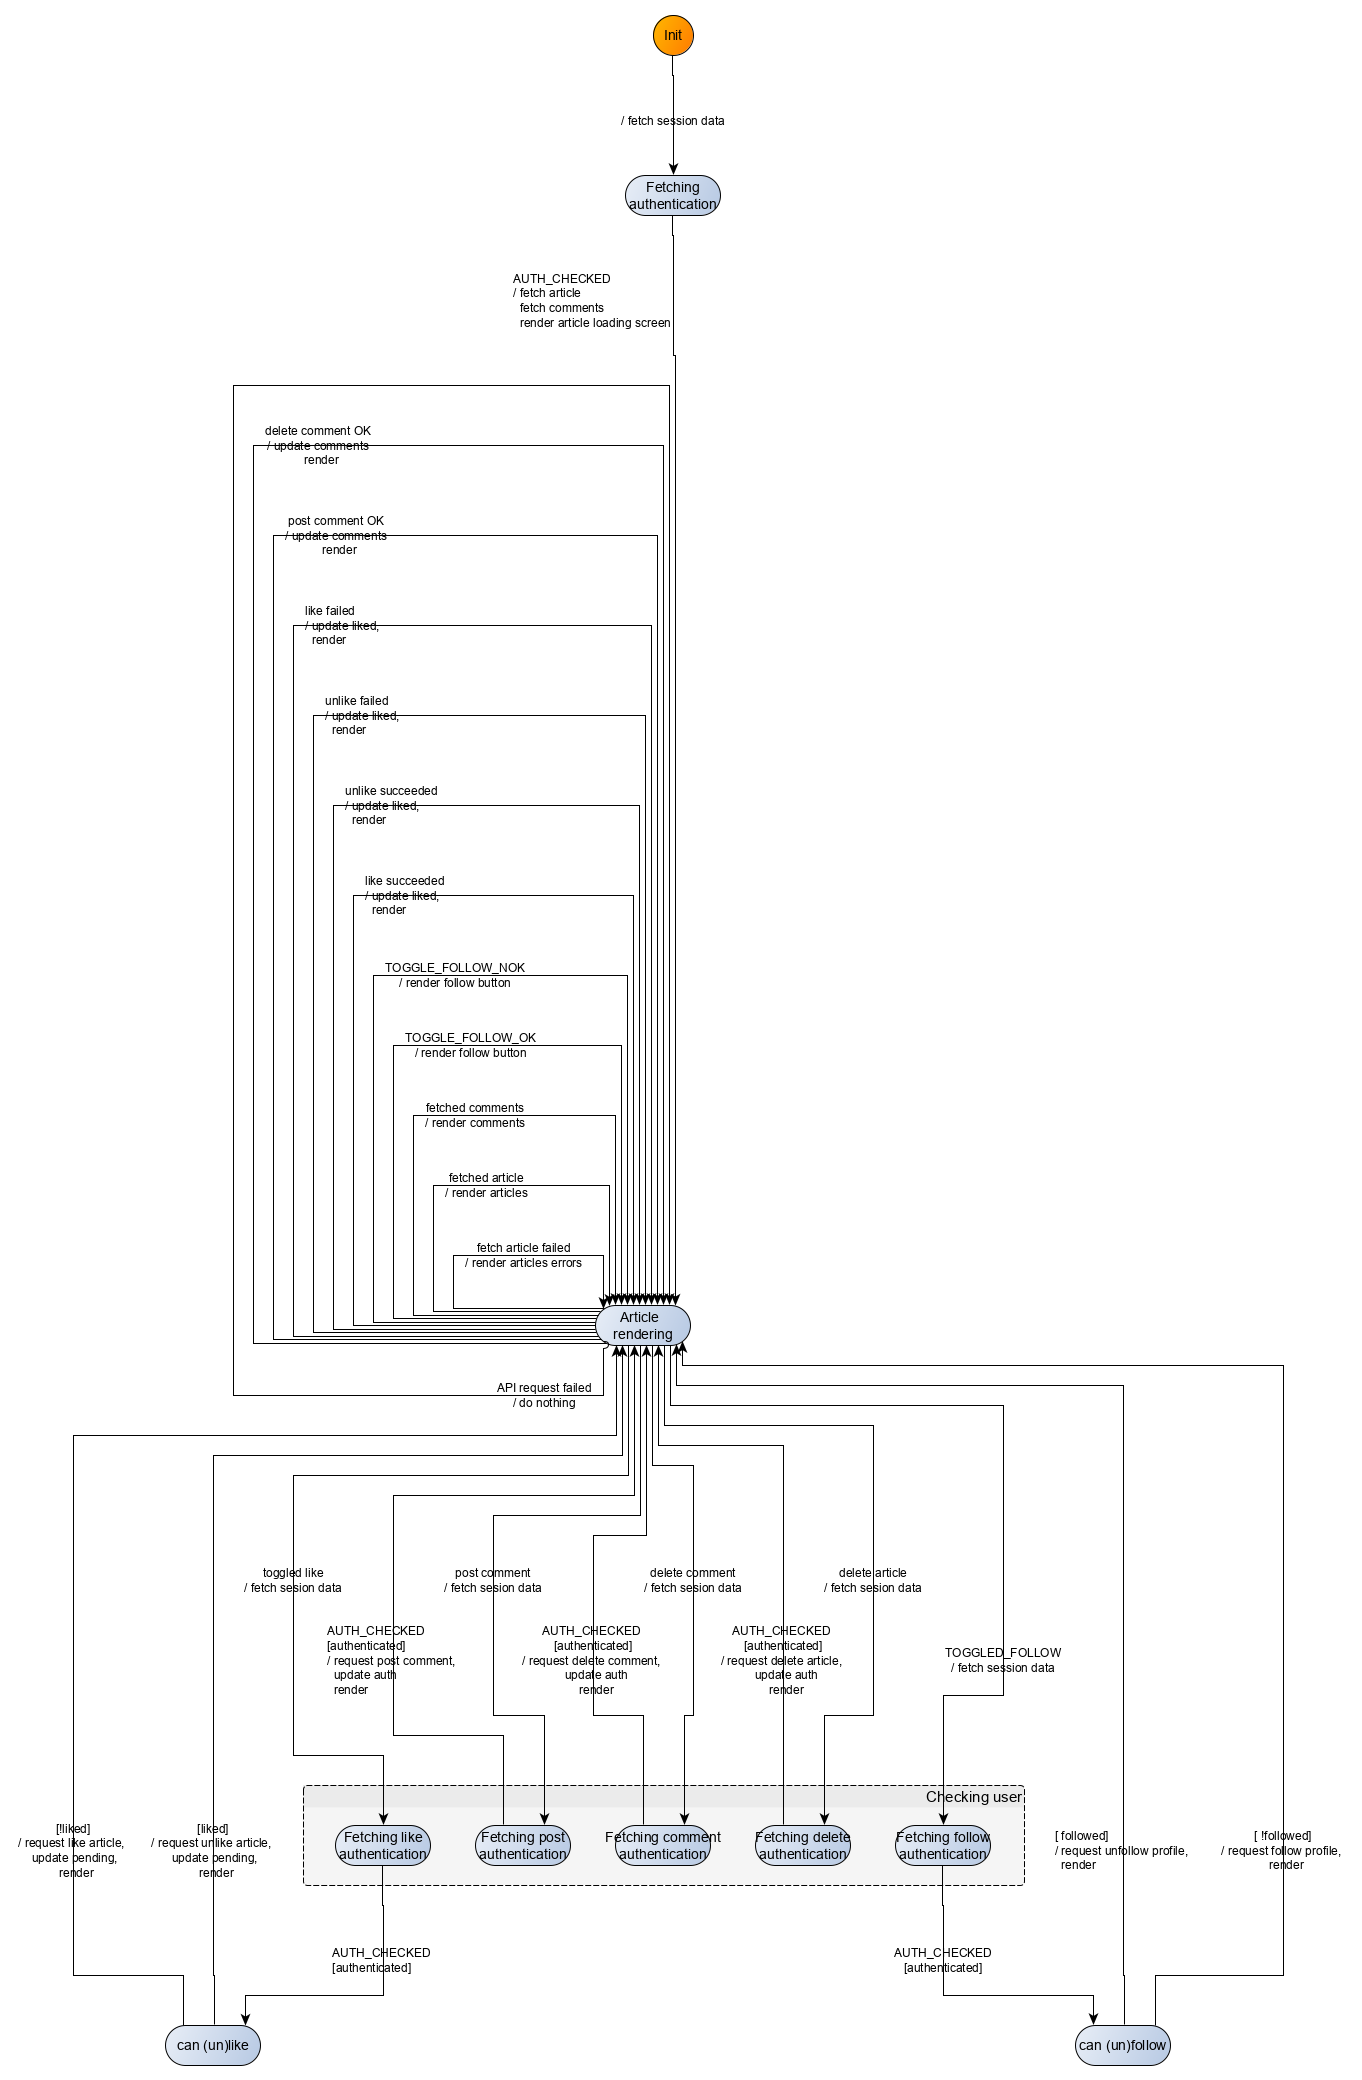 Init
/ fetch session data
Fetching
authentication
AUTH_CHECKED
/ fetch article
fetch comments
render article loading screen
delete comment OK
/ update comments
render
post comment OK
/ update comments
render
like failed
/ update liked,
render
unlike failed
/ update liked,
render
unlike succeeded
/ update liked,
render
like succeeded
/ update liked,
render
TOGGLE_FOLLOW_NOK
/ render follow button
TOGGLE_FOLLOW_OK
/ render follow button
fetched comments
/ render comments
fetched article
/ render articles
fetch article failed
/ render articles errors
Article
rendering
API request failed
/ do nothing
toggled like
/ fetch sesion data
post comment
/ fetch sesion data
delete comment
/ fetch sesion data
delete article
/ fetch sesion data
AUTH_CHECKED
[authenticated]
/ request post comment,
update auth
render
AUTH_CHECKED
[authenticated]
/ request delete comment,
update auth
render
AUTH_CHECKED
[authenticated]
/ request delete article,
update auth
render
TOGGLED_FOLLOW
/ fetch session data
Checking user
[!liked]
/ request like article,
update pending,
render
[liked]
/ request unlike article,
update pending,
render
Fetching like
authentication
Fetching post
authentication
Fetching comment
authentication
Fetching delete
authentication
Fetching follow
authentication
[ followed]
/ request unfollow profile,
render
[ !followed]
/ request follow profile,
render
AUTH_CHECKED
[authenticated]
AUTH_CHECKED
[authenticated]
can (un)like
can (un)follow